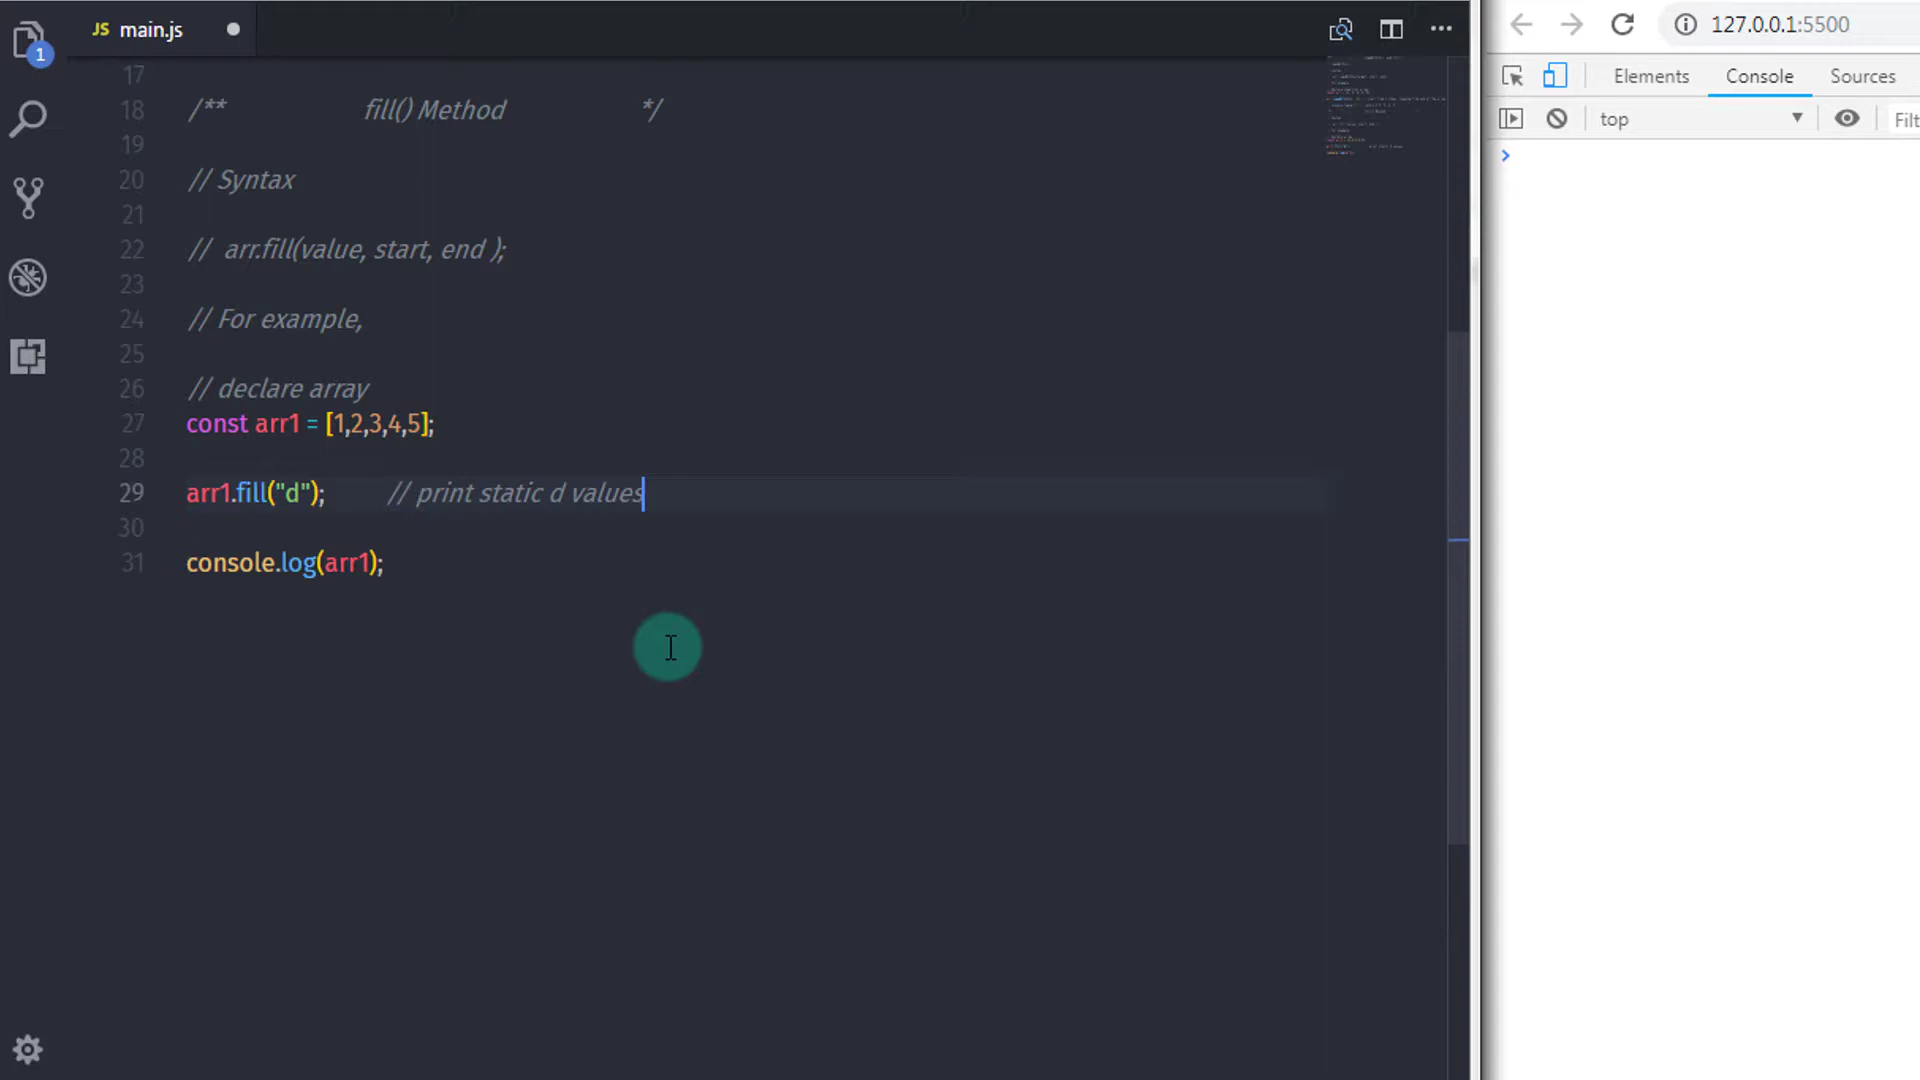 JS main.js
127.0.0.1:5500
Elements Console Sources
top
Filt
1
17
18 /** fill() Method */
19
20 // Syntax
21
22 // arr.fill(value, start, end );
23
24 // For example,
25
26 // declare array
27 const arr1 = [1,2,3,4,5];
28
29 arr1.fill("d"); // print static d values
30
31 console.log(arr1);